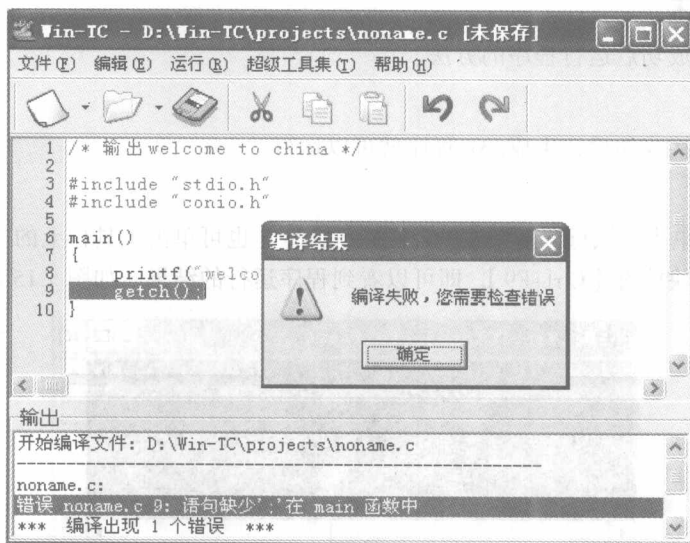 Win-TC - D:\Win-TC\projects\noname.c [未保存]
文件(F) 编辑(E) 运行(R) 超级工具集(T) 帮助(H)
1 /* 输出welcome to china */
2
3 #include "stdio.h"
4 #include "conio.h"
5
6 main()
7 {
8 printf("welco
9 getch();
10 }
编译结果
编译失败，您需要检查错误
确定
输出
开始编译文件: D:\Win-TC\projects\noname.c
noname.c:
错误 noname.c 9: 语句缺少';'在 main 函数中
*** 编译出现 1 个错误 ***